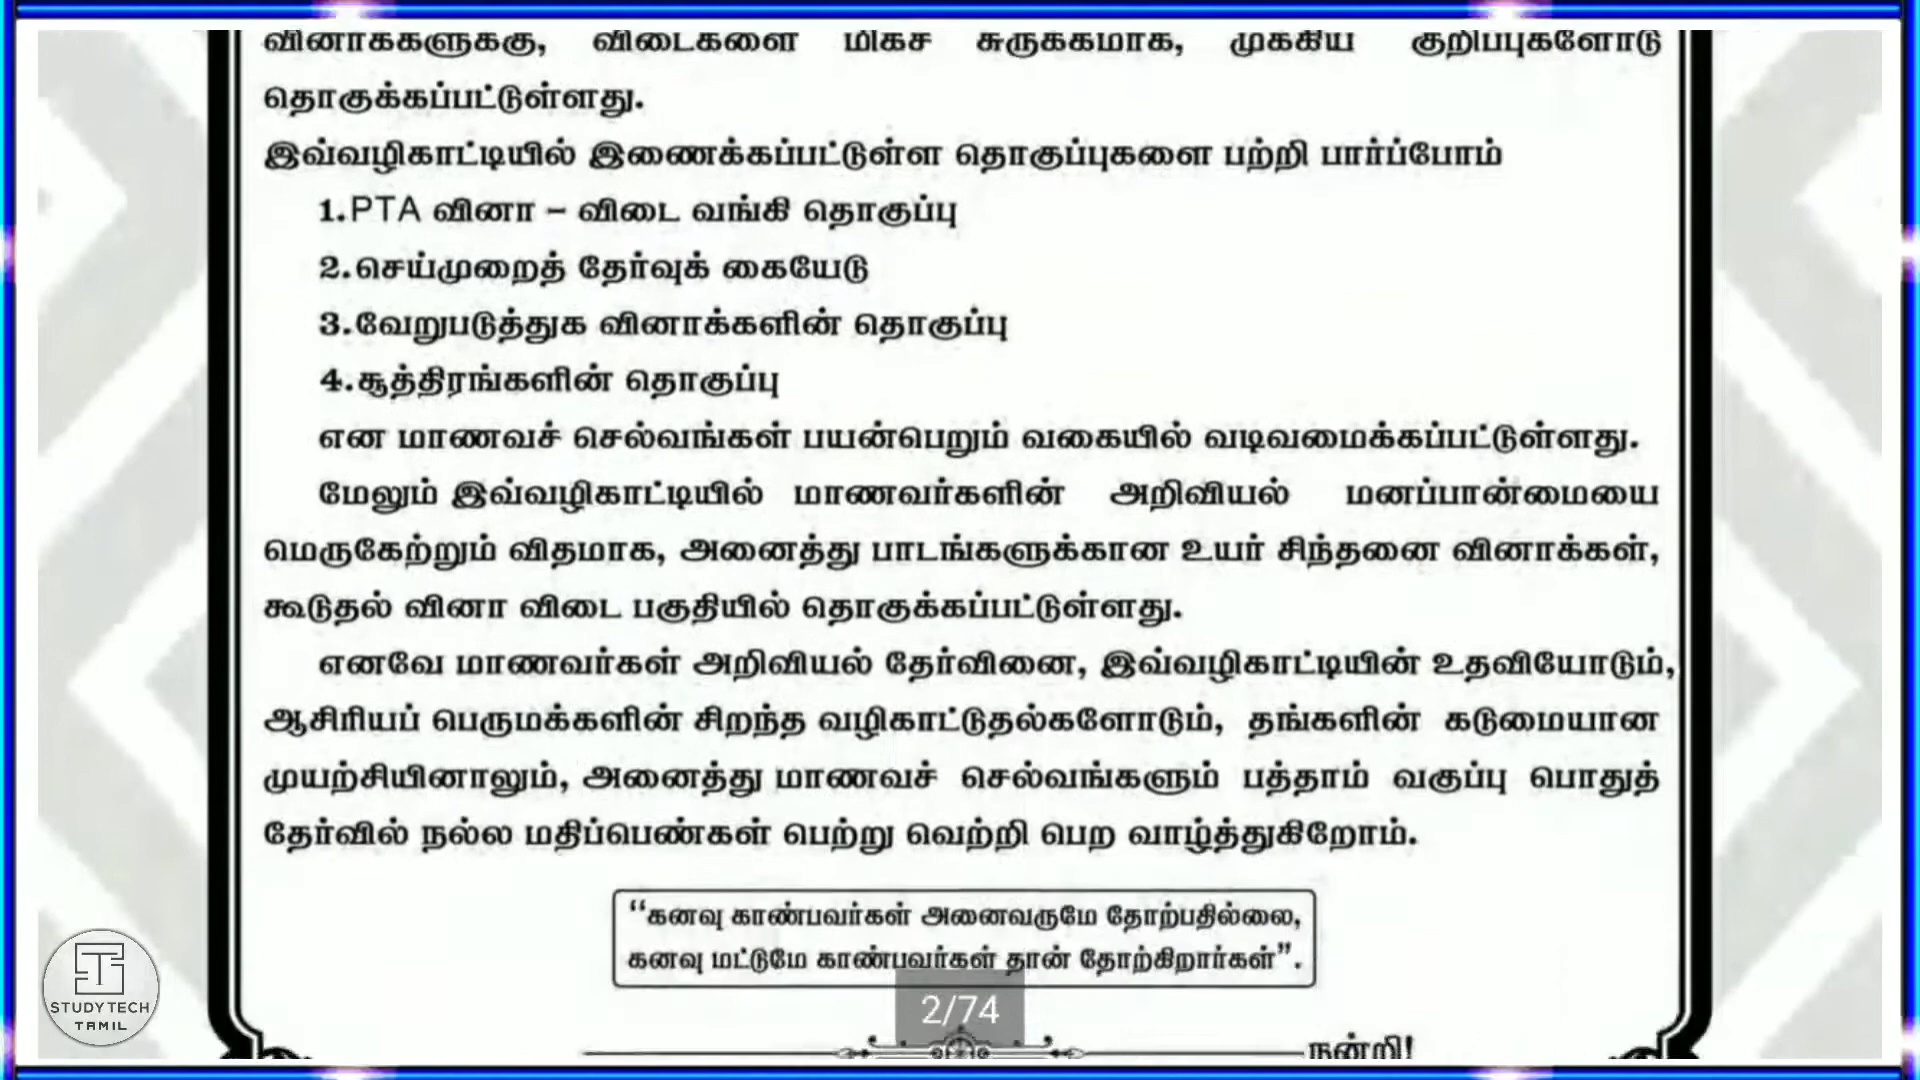 வினாக்களுக்கு, விடைகளை மிகச் சுருக்கமாக, முக்கிய குறிப்புகளோடு
தொகுக்கப்பட்டுள்ளது.
இவ்வழிகாட்டியில் இணைக்கப்பட்டுள்ள தொகுப்புகளை பற்றி பார்ப்போம்
1.PTA வினா – விடை வங்கி தொகுப்பு
2.செய்முறைத் தேர்வுக் கையேடு
3.வேறுபடுத்துக வினாக்களின் தொகுப்பு
4.சூத்திரங்களின் தொகுப்பு
என மாணவச் செல்வங்கள் பயன்பெறும் வகையில் வடிவமைக்கப்பட்டுள்ளது.
மேலும் இவ்வழிகாட்டியில் மாணவர்களின் அறிவியல் மனப்பான்மையை
மெருகேற்றும் விதமாக, அனைத்து பாடங்களுக்கான உயர் சிந்தனை வினாக்கள்,
கூடுதல் வினா விடை பகுதியில் தொகுக்கப்பட்டுள்ளது.
எனவே மாணவர்கள் அறிவியல் தேர்வினை, இவ்வழிகாட்டியின் உதவியோடும்,
ஆசிரியப் பெருமக்களின் சிறந்த வழிகாட்டுதல்களோடும், தங்களின் கடுமையான
முயற்சியினாலும், அனைத்து மாணவச் செல்வங்களும் பத்தாம் வகுப்பு பொதுத்
தேர்வில் நல்ல மதிப்பெண்கள் பெற்று வெற்றி பெற வாழ்த்துகிறோம்.
“கனவு காண்பவர்கள் அனைவருமே தோற்பதில்லை,
கனவு மட்டுமே காண்பவர்கள் தான் தோற்கிறார்கள்”.
2/74
நன்றி!
STUDY TECH
TAMIL